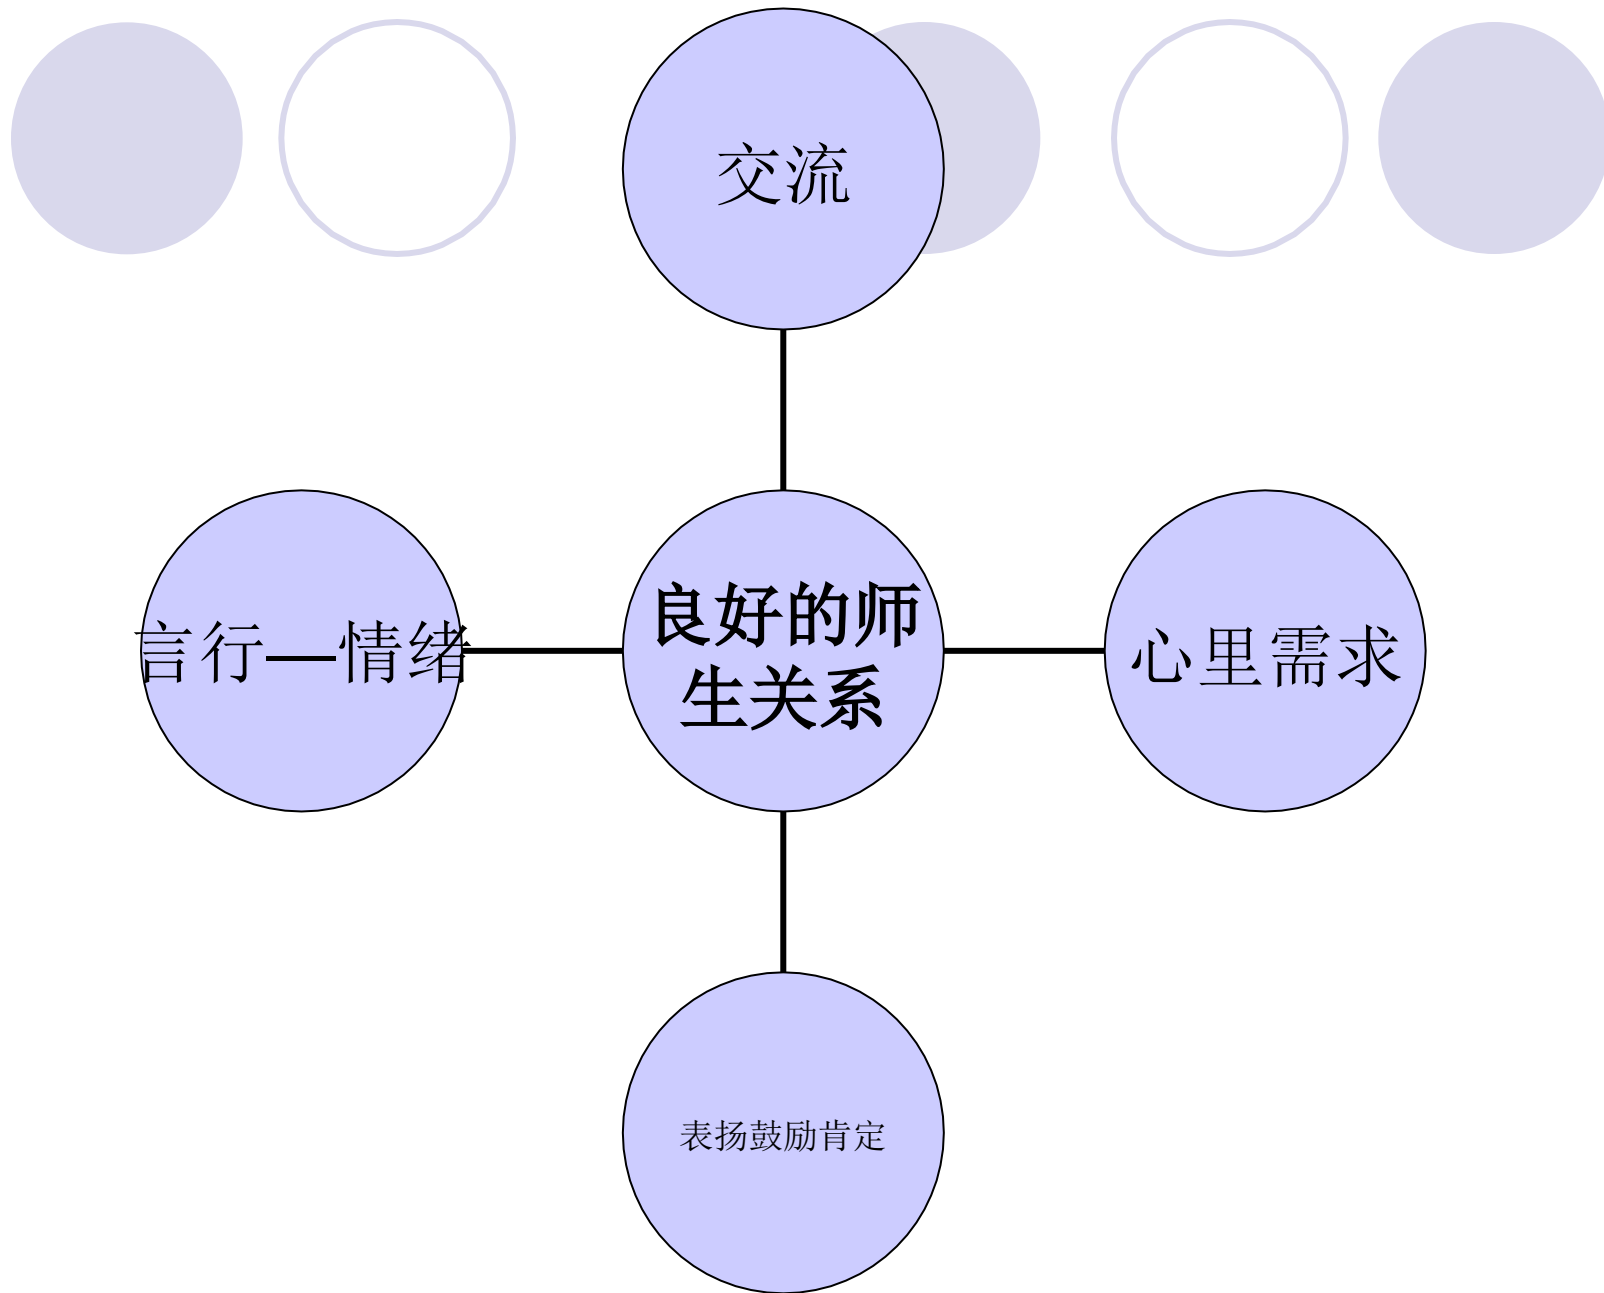 交流
言行—情绪
良好的师
生关系
心里需求
表扬鼓励肯定